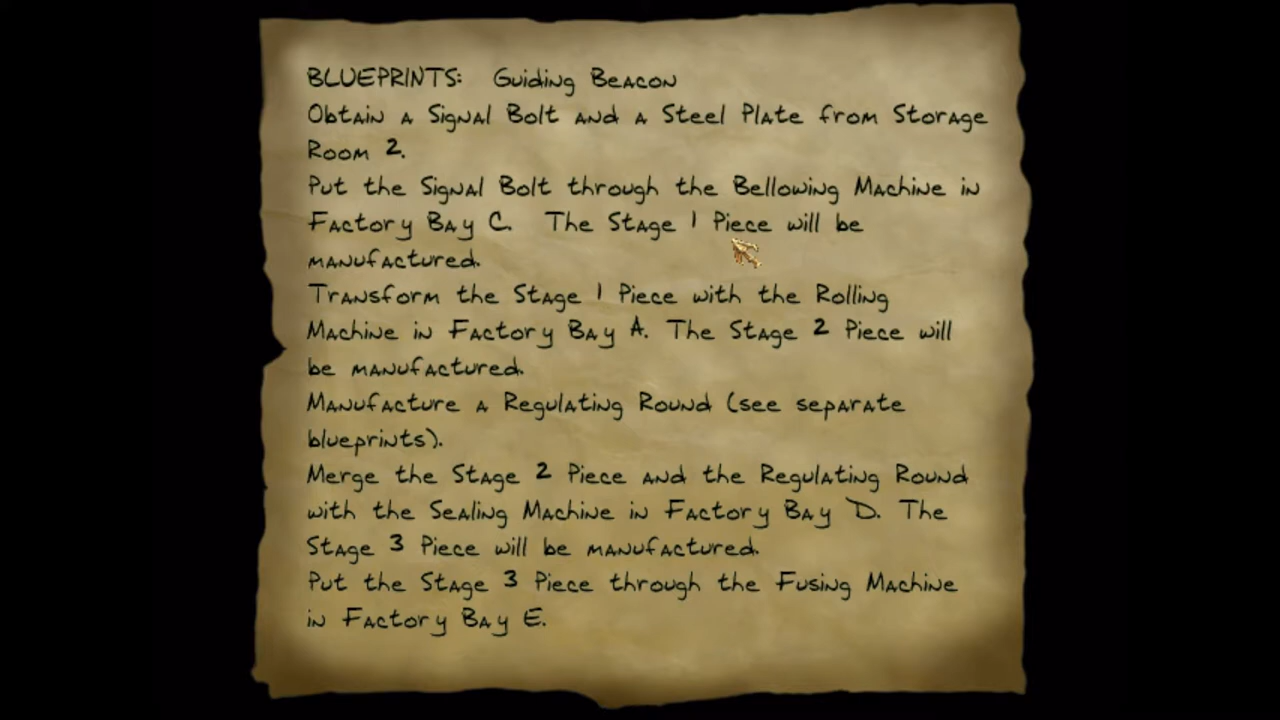 BLUEPRINTS: Guiding Beacon
Obtain a Signal Bolt and a Steel Plate from Storage
Room 2.
Put the Signal Bolt through the Bellowing Machine in
Factory Bay C. The Stage 1 Piece will be
manufactured.
Transform the Stage 1 Piece with the Rolling
Machine in Factory Bay A. The Stage 2 Piece will
be manufactured.
Manufacture a Regulating Round (see separate
blueprints).
Merge the Stage 2 Piece and the Regulating Round
with the Sealing Machine in Factory Bay D. The
Stage 3 Piece will be manufactured.
Put the Stage 3 Piece through the Fusing Machine
in Factory Bay E.